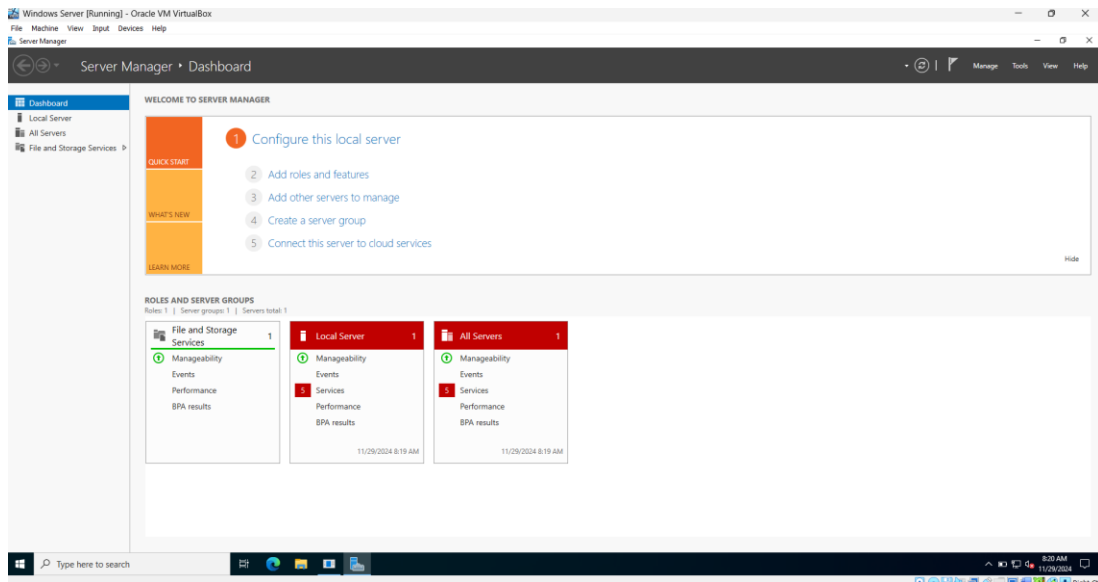 Windows Server [Running] - Oracle VM VirtualBox
File Machine View Input Devices Help
Server Manager
Server Manager • Dashboard
Manage Tools View Help
Dashboard
Local Server
All Servers
File and Storage Services
WELCOME TO SERVER MANAGER
QUICK START
WHAT'S NEW
LEARN MORE
1 Configure this local server
2 Add roles and features
3 Add other servers to manage
4 Create a server group
5 Connect this server to cloud services
Hide
ROLES AND SERVER GROUPS
Roles: 1 | Server groups: 1 | Servers total: 1
File and Storage
Services
1
Manageability
Events
Performance
BPA results
Local Server 1
Manageability
Events
5 Services
Performance
BPA results
11/29/2024 8:19 AM
All Servers 1
Manageability
Events
5 Services
Performance
BPA results
11/29/2024 8:19 AM
Type here to search
8:20 AM
11/29/2024